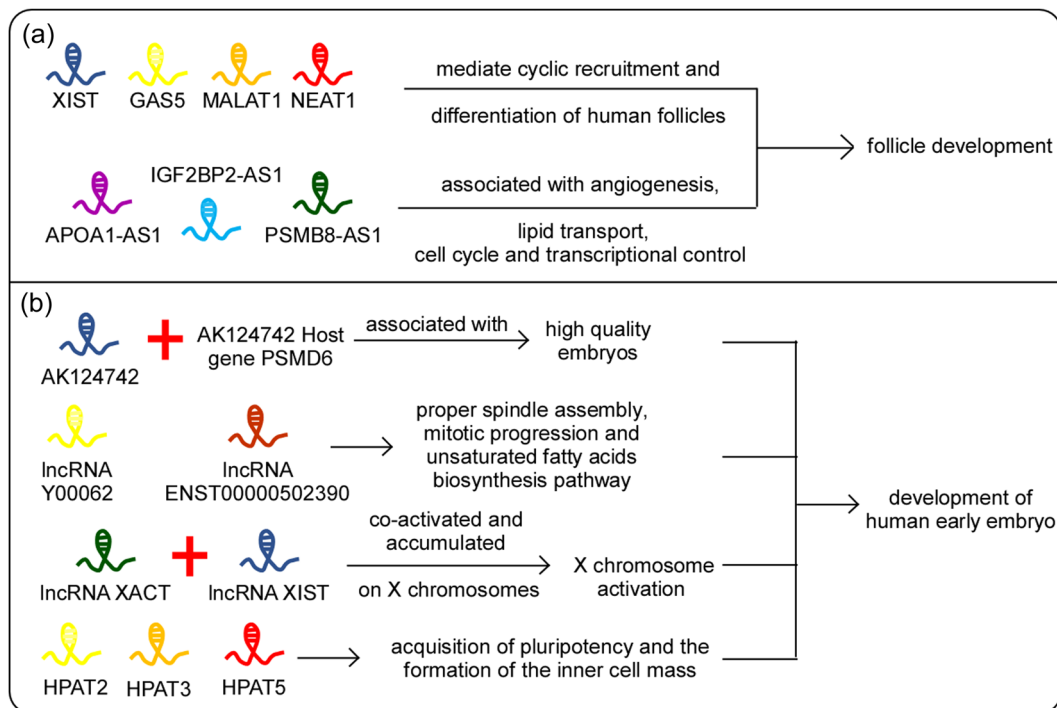 (a)
XIST
GAS5
MALAT1
NEAT1
mediate cyclic recruitment and
differentiation of human follicles
IGF2BP2-AS1
APOA1-AS1
PSMB8-AS1
associated with angiogenesis,
lipid transport,
cell cycle and transcriptional control
follicle development
(b)
AK124742
AK124742 Host
gene PSMD6
associated with
high quality
embryos
lncRNA
Y00062
lncRNA
ENST00000502390
proper spindle assembly,
mitotic progression and
unsaturated fatty acids
biosynthesis pathway
lncRNA XACT
lncRNA XIST
co-activated and
accumulated
on X chromosomes
X chromosome
activation
HPAT2
HPAT3
HPAT5
acquisition of pluripotency and the
formation of the inner cell mass
development of
human early embryo